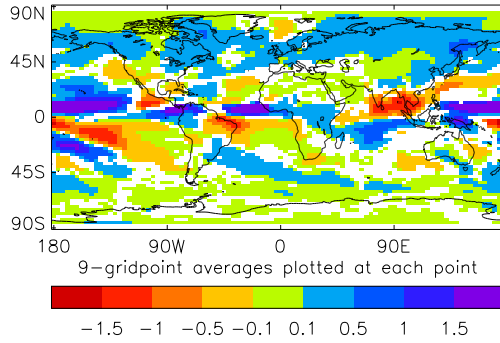 90N
45N
0
45S
90S
180 90W 0 90E
9-gridpoint averages plotted at each point
-1.5 -1 -0.5 -0.1 0.1 0.5 1 1.5